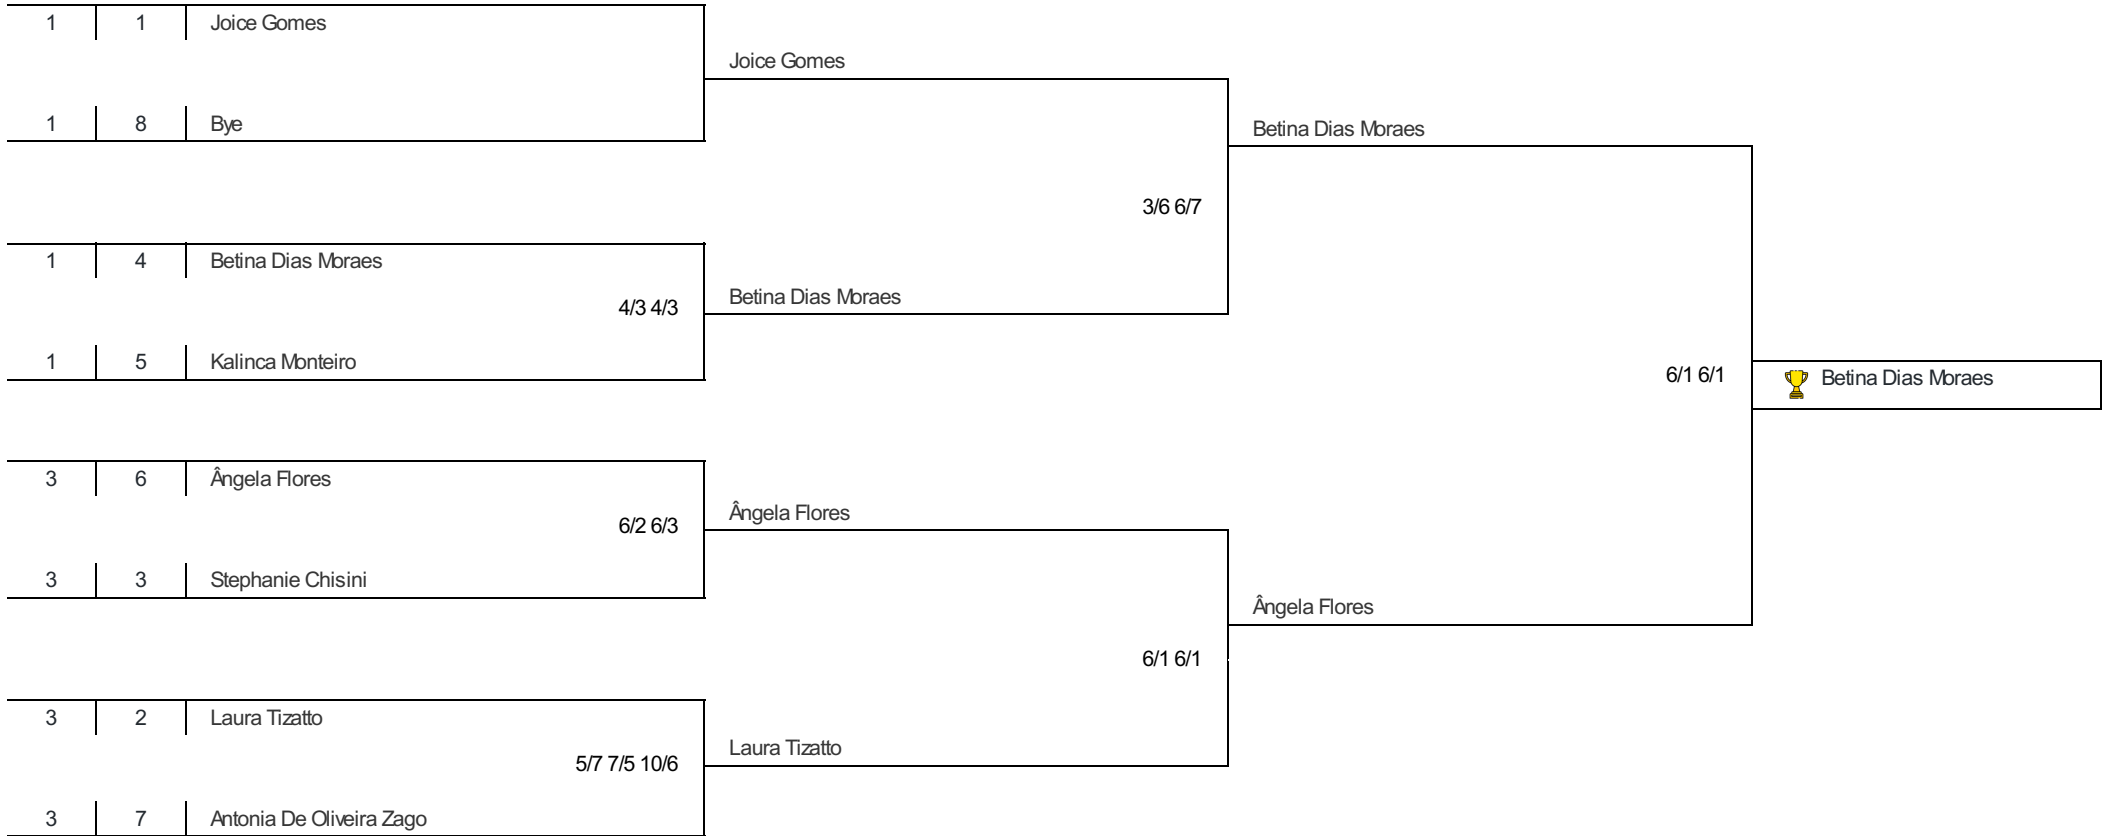 1 1 Joice Gomes
Joice Gomes
1 8 Bye
Betina Dias Moraes
3/6 6/7
1 4 Betina Dias Moraes
4/3 4/3
Betina Dias Moraes
1 5 Kalinca Monteiro
6/1 6/1
Betina Dias Moraes
3 6 Ângela Flores
6/2 6/3
Ângela Flores
3 3 Stephanie Chisini
Ângela Flores
6/1 6/1
3 2 Laura Tizatto
5/7 7/5 10/6
Laura Tizatto
3 7 Antonia De Oliveira Zago